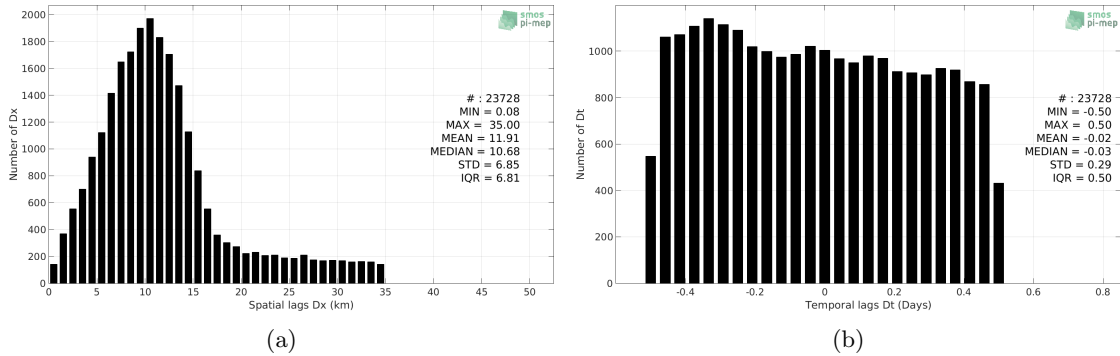 2000
1800
1600
1400
1200
1000
800
600
400
200
0
Number of Dx
smos
pi-mep
# : 23728
MIN = 0.08
MAX = 35.00
MEAN = 11.91
MEDIAN = 10.68
STD = 6.85
IQR = 6.81
0 5 10 15 20 25 30 35 40 45 50
Spatial lags Dx (km)
(a)
1000
800
600
400
200
0
Number of Dt
smos
pi-mep
# : 23728
MIN = -0.50
MAX = 0.50
MEAN = -0.02
MEDIAN = -0.03
STD = 0.29
IQR = 0.50
-0.4 -0.2 0 0.2 0.4 0.6 0.8
Temporal lags Dt (Days)
(b)